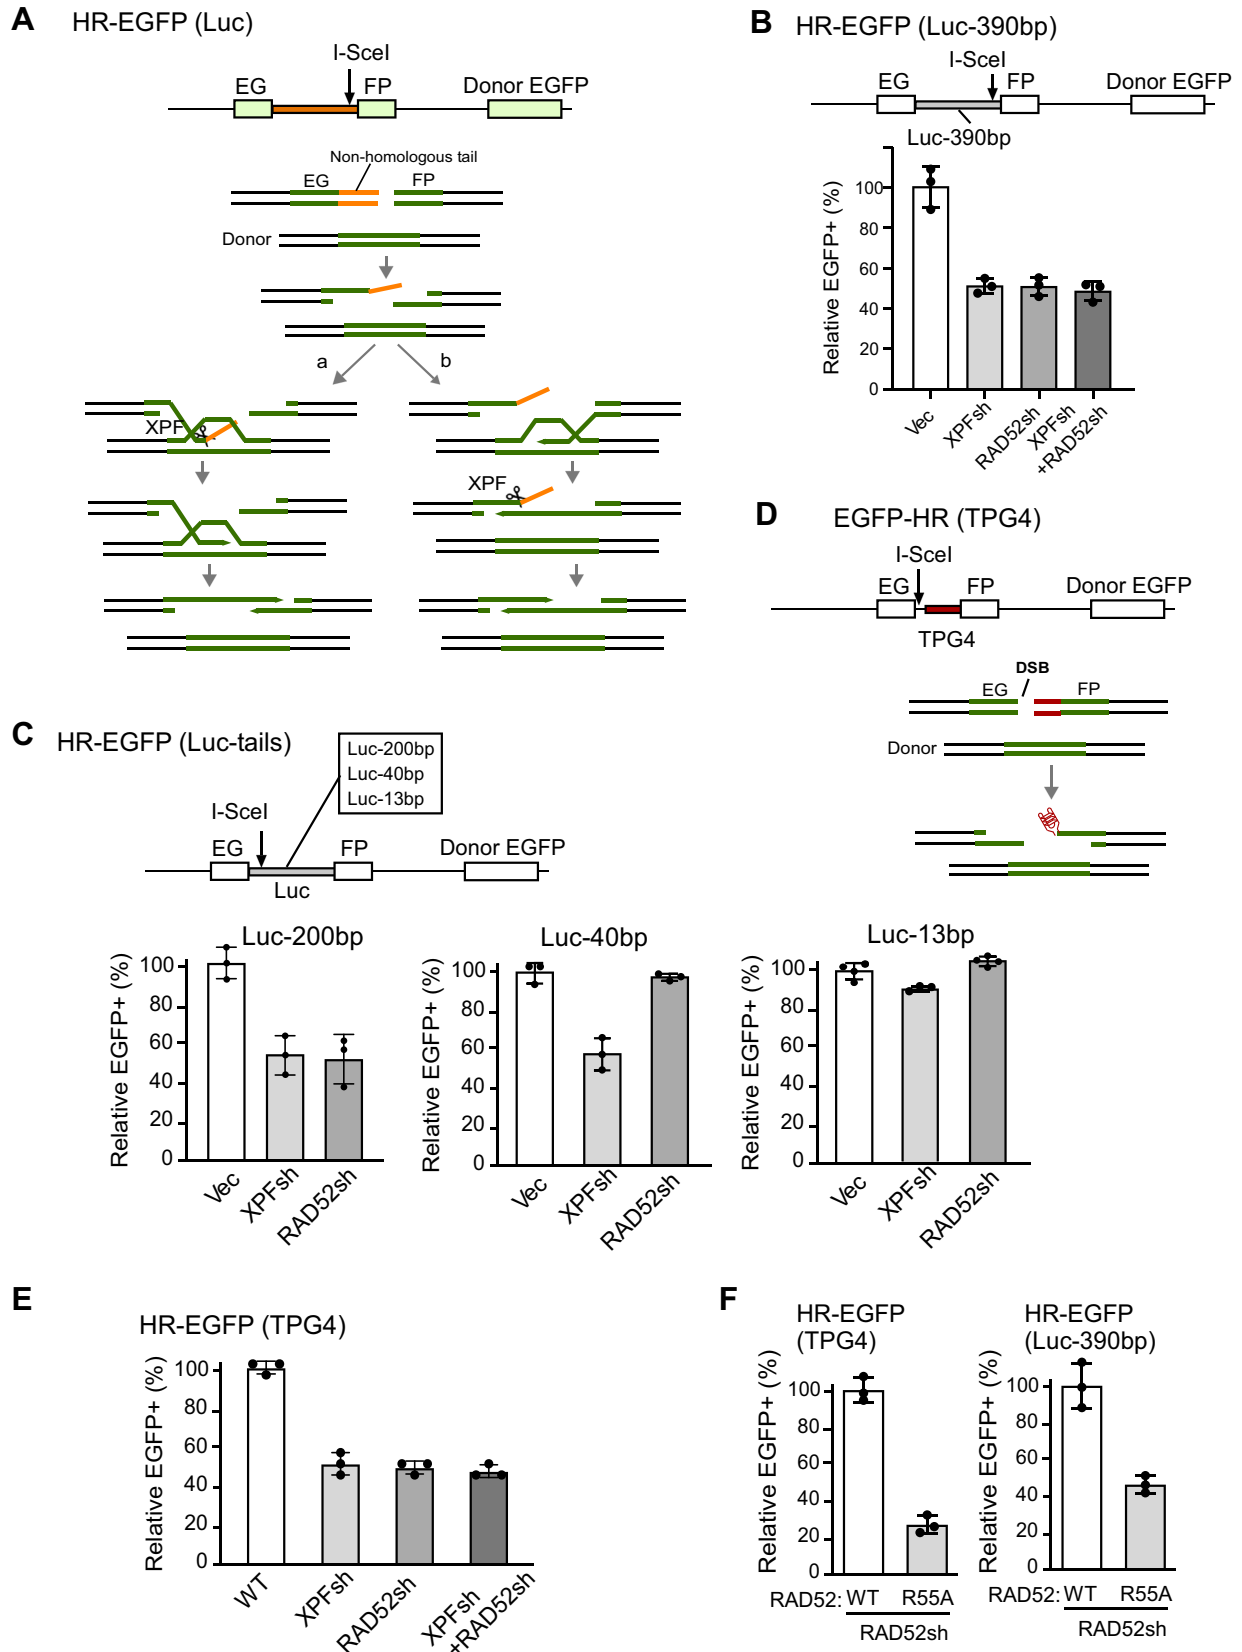 A
HR-EGFP (Luc)
I-SceI
EG
FP
Donor EGFP
Non-homologous tail
EG
FP
Donor
a
b
XPF
XPF
B
HR-EGFP (Luc-390bp)
I-SceI
EG
FP
Donor EGFP
Luc-390bp
Relative EGFP+ (%)
100
80
60
40
20
0
Vec
XPFsh
RAD52sh
XPFsh
+RAD52sh
C
HR-EGFP (Luc-tails)
Luc-200bp
Luc-40bp
Luc-13bp
I-SceI
EG
FP
Donor EGFP
Luc
Luc-200bp
Relative EGFP+ (%)
100
80
60
40
20
0
Vec
XPFsh
RAD52sh
Luc-40bp
Relative EGFP+ (%)
100
80
60
40
20
0
Vec
XPFsh
RAD52sh
Luc-13bp
Relative EGFP+ (%)
100
80
60
40
20
0
Vec
XPFsh
RAD52sh
D
EGFP-HR (TPG4)
I-SceI
EG
FP
Donor EGFP
TPG4
DSB
EG
FP
Donor
E
HR-EGFP (TPG4)
Relative EGFP+ (%)
100
80
60
40
20
0
WT
XPFsh
RAD52sh
XPFsh
+RAD52sh
F
HR-EGFP
(TPG4)
Relative EGFP+ (%)
100
80
60
40
20
0
RAD52: WT R55A
RAD52sh
HR-EGFP
(Luc-390bp)
Relative EGFP+ (%)
100
80
60
40
20
0
RAD52: WT R55A
RAD52sh